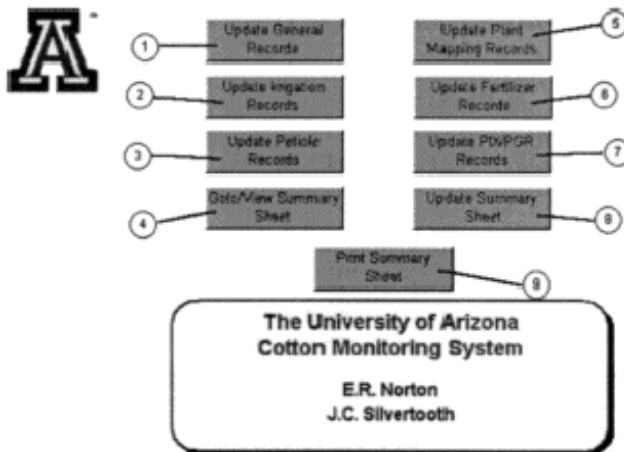 A
1
Update General
Records
Update Plant
Mapping Records
5
2
Update Irrigation
Records
Update Fertilizer
Records
6
3
Update Petiole
Records
Update Ptx/PGR
Records
7
4
Goto/View Summary
Sheet
Update Summary
Sheet
8
Print Summary
Sheet
9
The University of Arizona
Cotton Monitoring System
E.R. Norton
J.C. Silvertooth